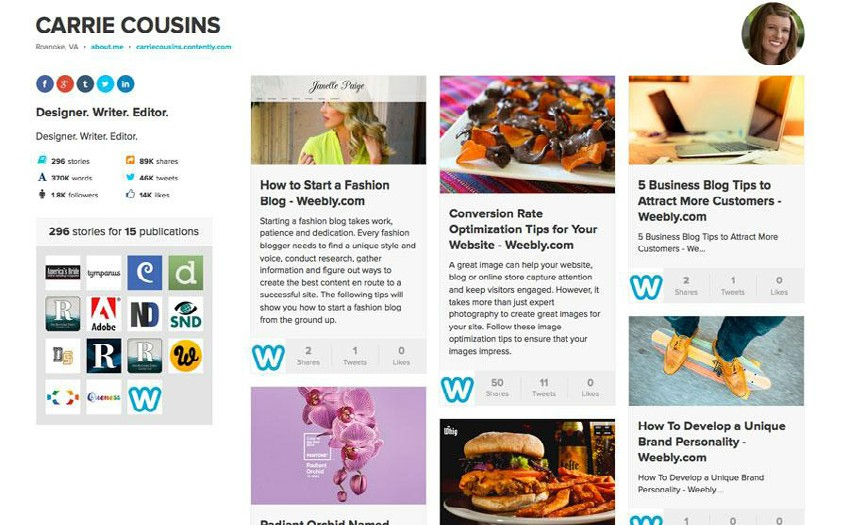 CARRIE COUSINS
Roanoke, VA • about.me • carriecousins.contently.com
Designer. Writer. Editor.
Designer. Writer. Editor.
296 stories
89K shares
370K words
46K tweets
1.8K followers
14K likes
296 stories for 15 publications
America's Bride
tympanus
Adobe
ND
SND
Janelle Paige
How to Start a Fashion
Blog - Weebly.com
Starting a fashion blog takes work,
patience and dedication. Every fashion
blogger needs to find a unique style and
voice, conduct research, gather
information and figure out ways to
create the best content en route to a
successful site. The following tips will
show you how to start a fashion blog
from the ground up.
2 1 0
Shares Tweets Likes
PANTONE
Radiant
Orchid
Radiant Orchid Named
Conversion Rate
Optimization Tips for Your
Website - Weebly.com
A great image can help your website,
blog or online store capture attention
and keep visitors engaged. However, it
takes more than just expert
photography to create great images for
your site. Follow these image
optimization tips to ensure that your
images impress.
50 11 0
Shares Tweets Likes
Whig
5 Business Blog Tips to
Attract More Customers -
Weebly.com
5 Business Blog Tips to Attract More
Customers - We...
2 1 0
Shares Tweets Likes
How To Develop a Unique
Brand Personality -
Weebly.com
How To Develop a Unique Brand
Personality - Weebly...
1 0 0